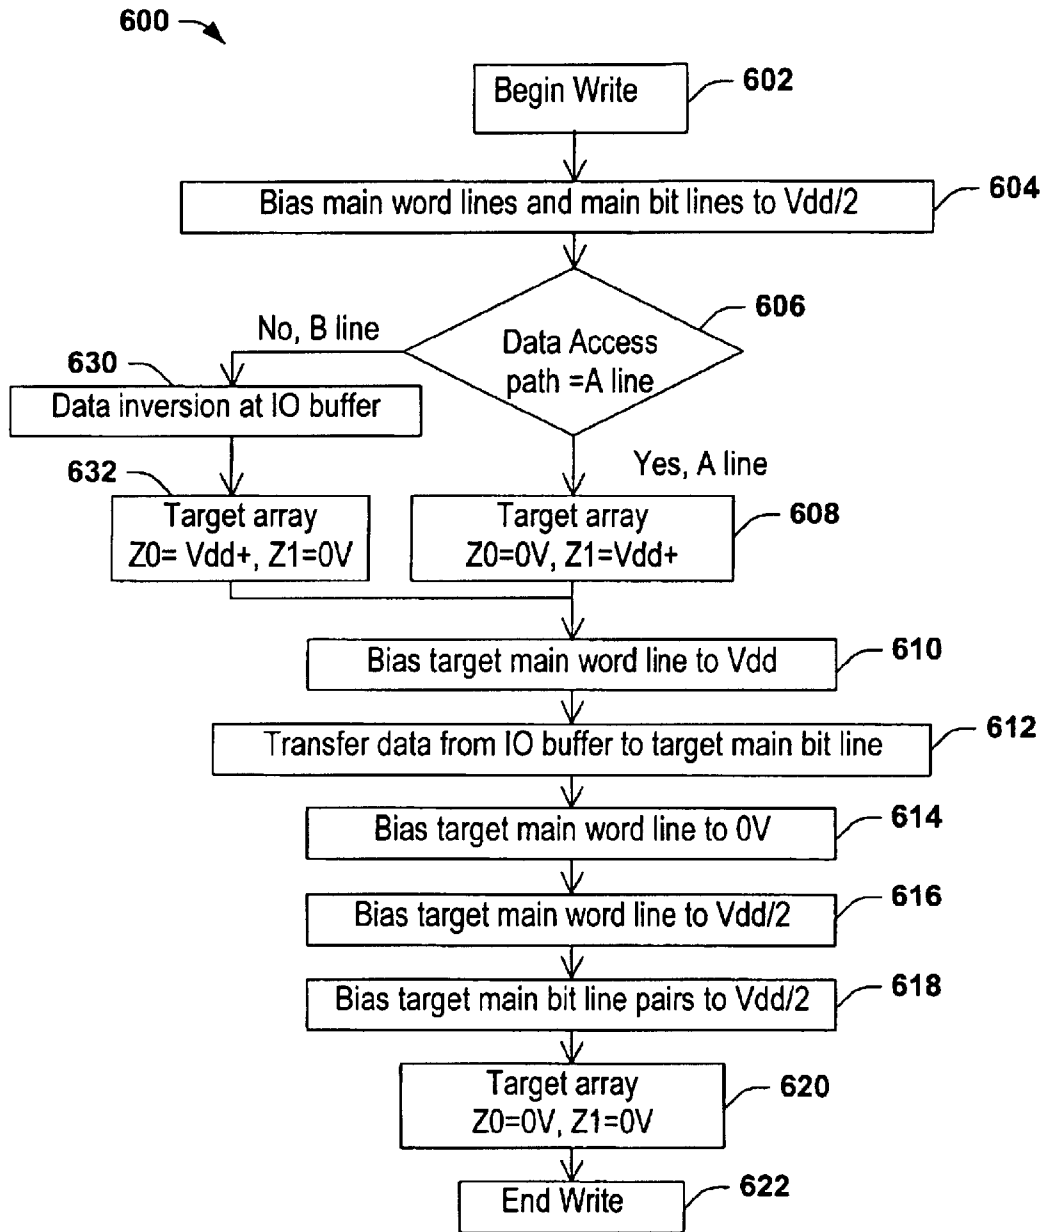 600
Begin Write
602
Bias main word lines and main bit lines to Vdd/2
604
606
No, B line
Data Access
path =A line
630
Data inversion at IO buffer
Yes, A line
632
Target array
Z0= Vdd+, Z1=0V
Target array
Z0=0V, Z1=Vdd+
608
Bias target main word line to Vdd
610
Transfer data from IO buffer to target main bit line
612
Bias target main word line to 0V
614
Bias target main word line to Vdd/2
616
Bias target main bit line pairs to Vdd/2
618
Target array
Z0=0V, Z1=0V
620
End Write
622